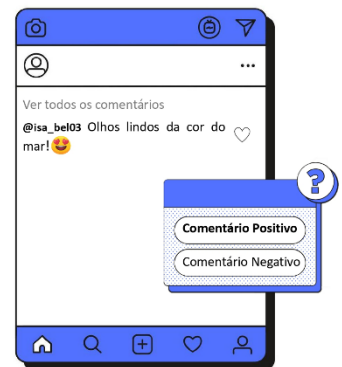 Ver todos os comentários
@isa_bel03 Olhos lindos da cor do
mar!😍
?
Comentário Positivo
Comentário Negativo